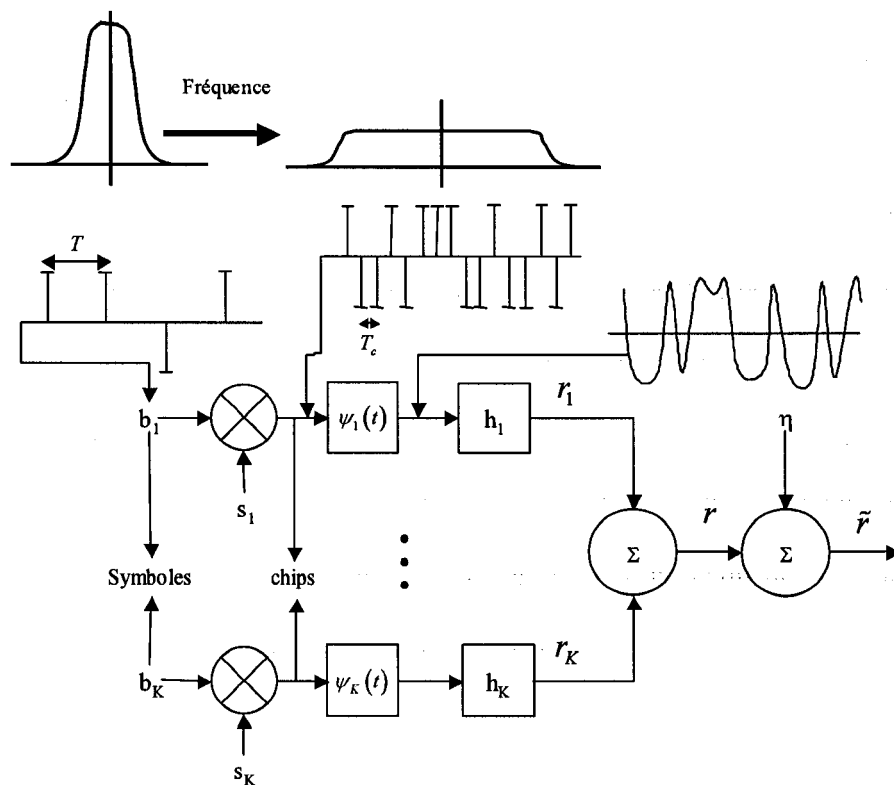 Fréquence
T
T_c
b_1
ψ_1(t)
h_1
r_1
η
s_1
Symboles
chips
Σ
r
Σ
r̃
b_K
ψ_K(t)
h_K
r_K
s_K